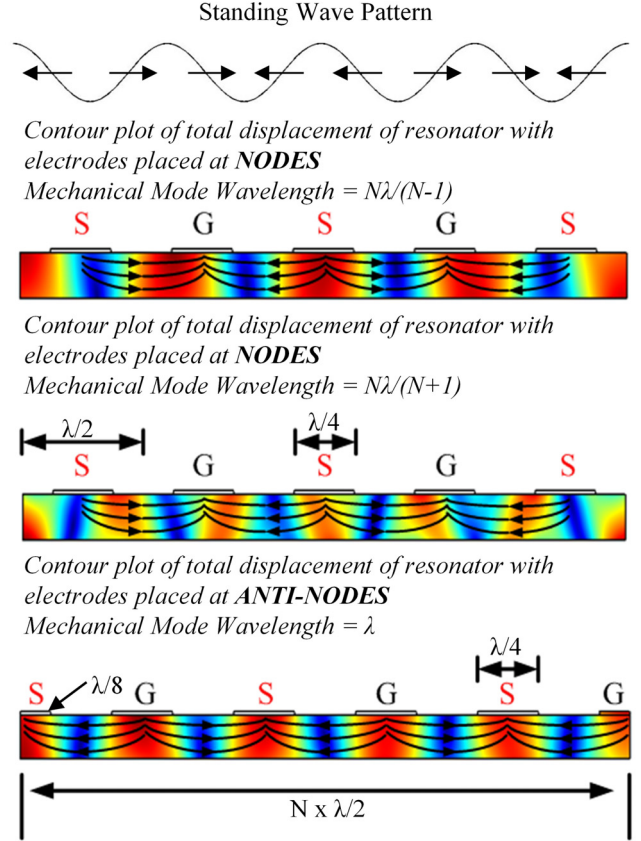 Standing Wave Pattern
Contour plot of total displacement of resonator with
electrodes placed at NODES
Mechanical Mode Wavelength = Nλ/(N-1)
S G S G S
Contour plot of total displacement of resonator with
electrodes placed at NODES
Mechanical Mode Wavelength = Nλ/(N+1)
λ/2 λ/4
S G S G S
Contour plot of total displacement of resonator with
electrodes placed at ANTI-NODES
Mechanical Mode Wavelength = λ
λ/4
S λ/8 G S G S G
N x λ/2